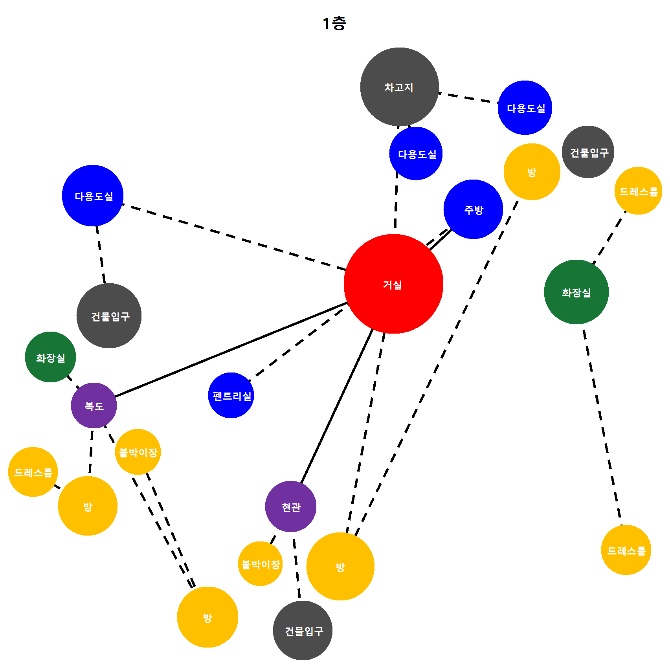 1층
차고지
다용도실
다용도실
건물입구
방
드레스룸
다용도실
주방
거실
화장실
건물입구
화장실
팬트리실
복도
붙박이장
드레스룸
방
현관
드레스룸
붙박이장
방
방
건물입구